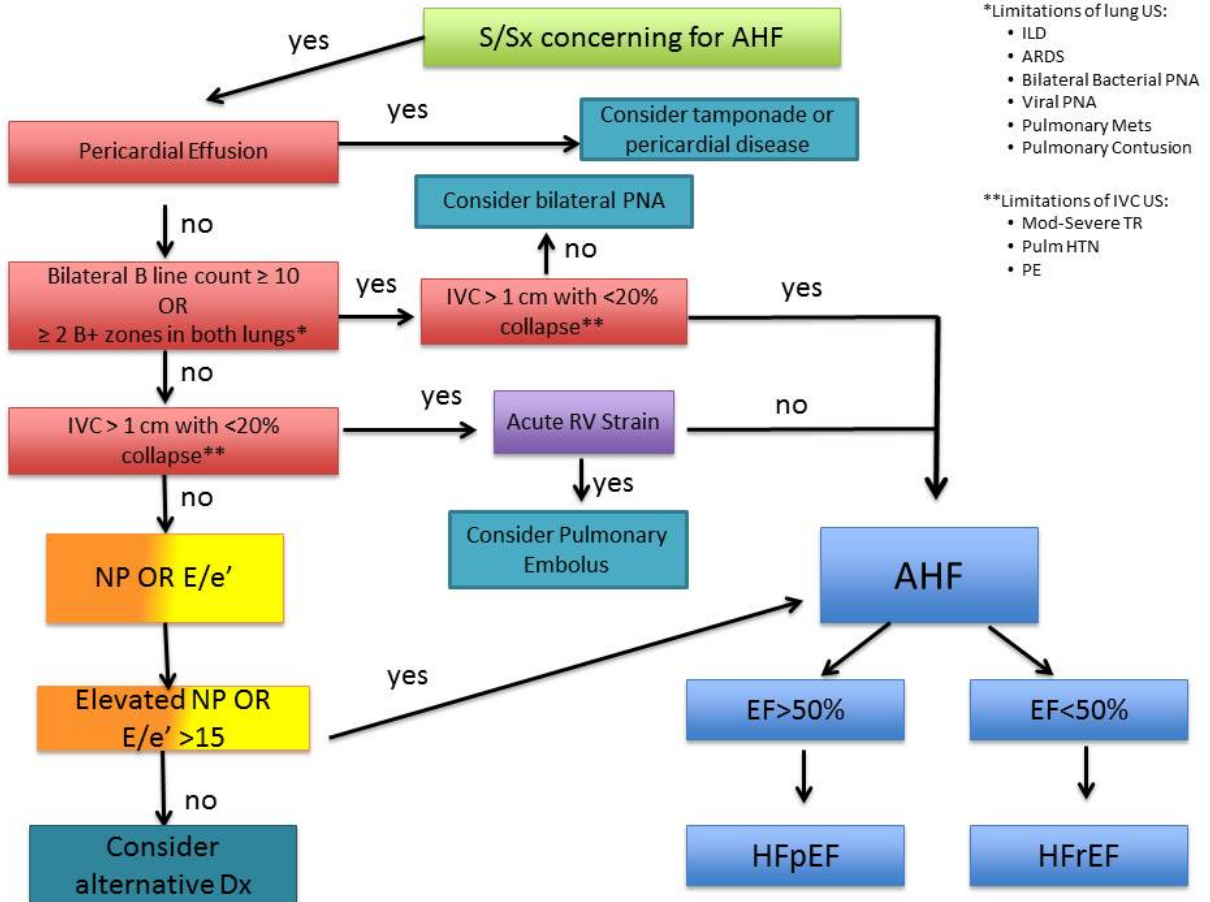 S/Sx concerning for AHF
yes
Pericardial Effusion
yes
Consider tamponade or
pericardial disease
no
Bilateral B line count ≥ 10
OR
≥ 2 B+ zones in both lungs*
yes
IVC > 1 cm with <20%
collapse**
no
Consider bilateral PNA
yes
no
IVC > 1 cm with <20%
collapse**
yes
Acute RV Strain
no
yes
Consider Pulmonary
Embolus
no
NP OR E/e'
Elevated NP OR
E/e' >15
yes
no
Consider
alternative Dx
AHF
EF>50%
EF<50%
HFpEF
HFrEF
*Limitations of lung US:
• ILD
• ARDS
• Bilateral Bacterial PNA
• Viral PNA
• Pulmonary Mets
• Pulmonary Contusion
**Limitations of IVC US:
• Mod-Severe TR
• Pulm HTN
• PE